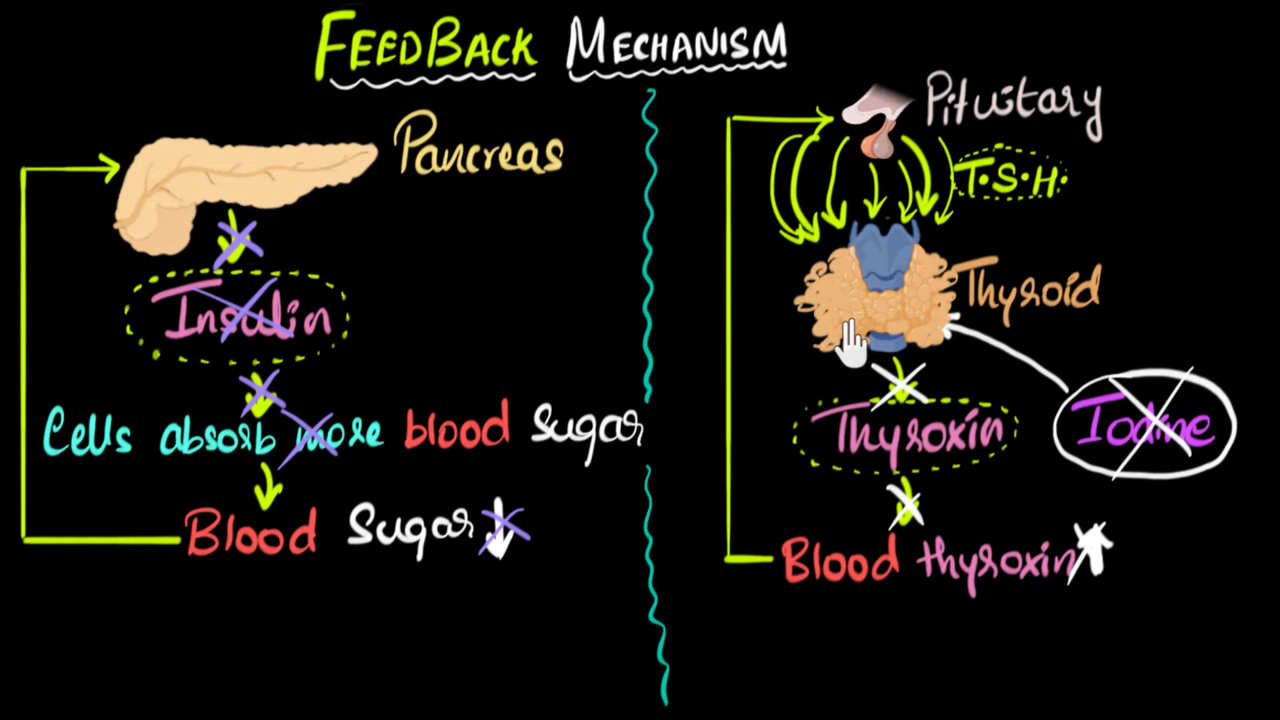 FEEDBACK MECHANISM
Pancreas
Insulin
Cells absorb more blood sugar
Blood Sugar
Pituitary
T.S.H.
Thyroid
Thyroxin
Iodine
Blood thyroxin